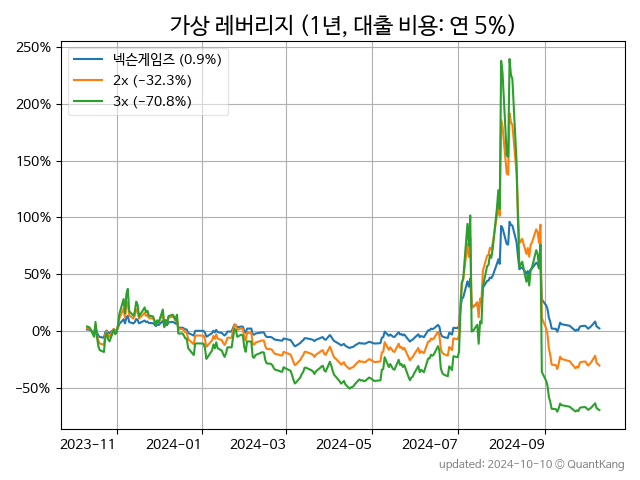 가상 레버리지 (1년, 대출 비용: 연 5%)
250%
200%
150%
100%
50%
0%
−50%
넥슨게임즈 (0.9%)
2x (−32.3%)
3x (−70.8%)
2023-11
2024-01
2024-03
2024-05
2024-07
2024-09
updated: 2024-10-10 © QuantKang